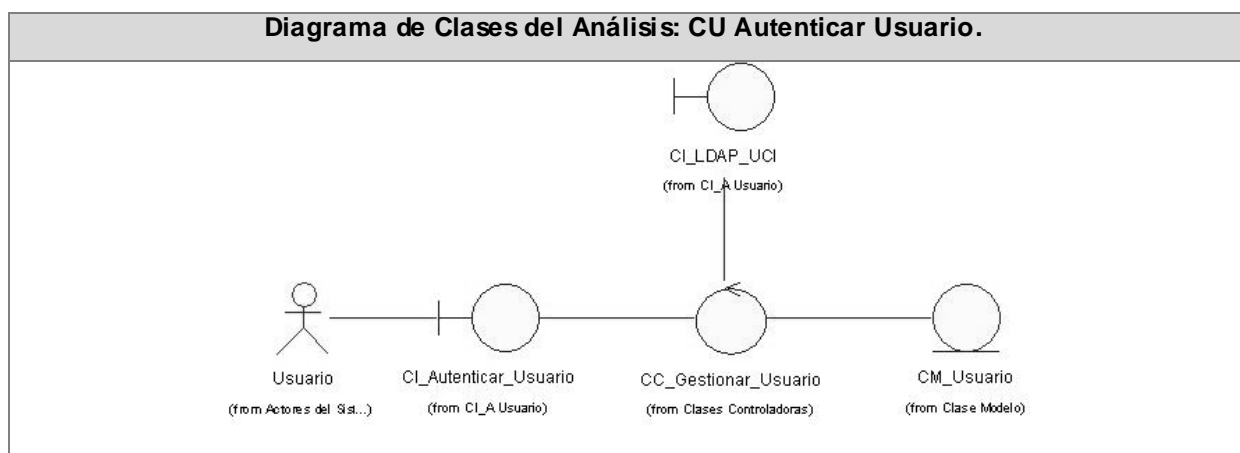 Diagrama de Clases del Análisis: CU Autenticar Usuario.
CI_LDAP_UCI
(from CI_A Usuario)
Usuario
(from Actores del Sist...)
CI_Autenticar_Usuario
(from CI_A Usuario)
CC_Gestionar_Usuario
(from Clases Controladoras)
CM_Usuario
(from Clase Modelo)